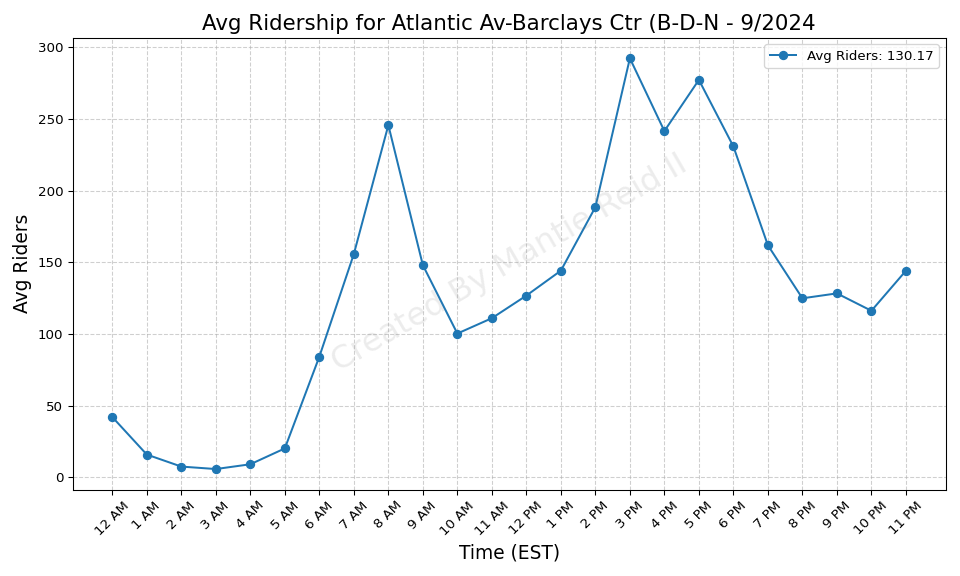 Avg Ridership for Atlantic Av-Barclays Ctr (B-D-N - 9/2024
Avg Riders: 130.17
300
250
200
150
100
50
0
Avg Riders
Created By Mantie Reid II
12 AM
1 AM
2 AM
3 AM
4 AM
5 AM
6 AM
7 AM
8 AM
9 AM
10 AM
11 AM
12 PM
1 PM
2 PM
3 PM
4 PM
5 PM
6 PM
7 PM
8 PM
9 PM
10 PM
11 PM
Time (EST)